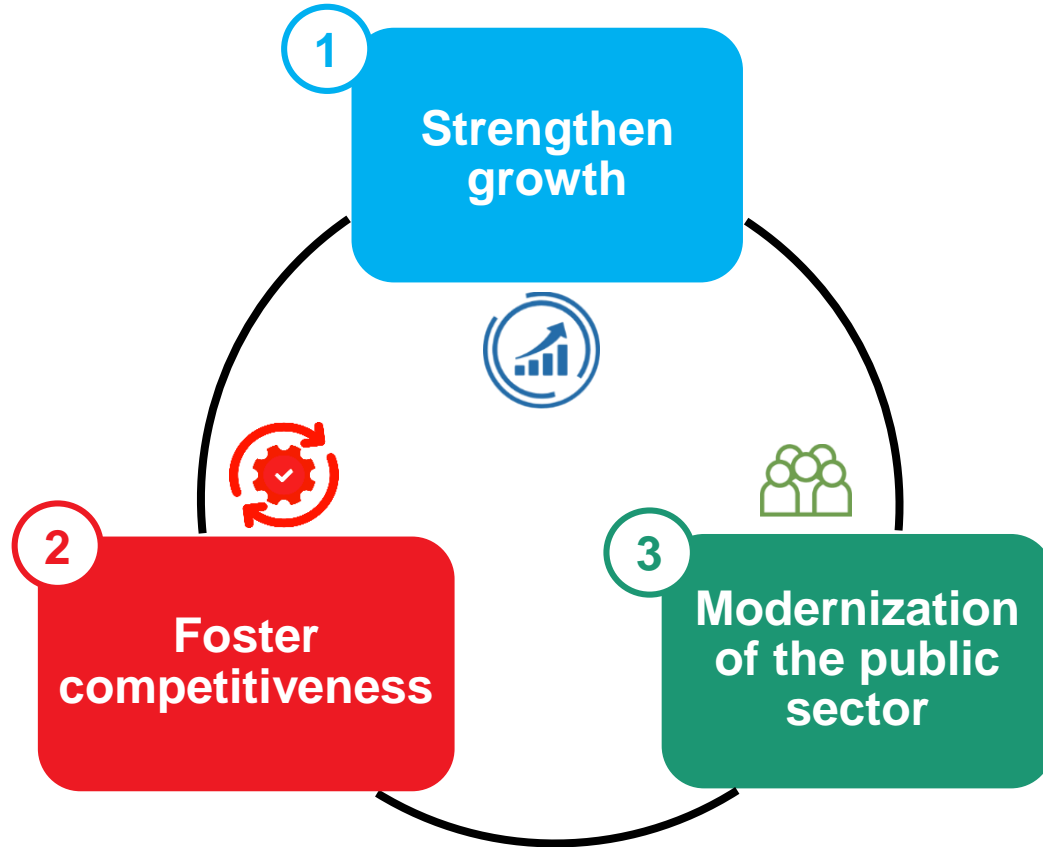 1
Strengthen
growth
2
Foster
competitiveness
3
Modernization
of the public
sector